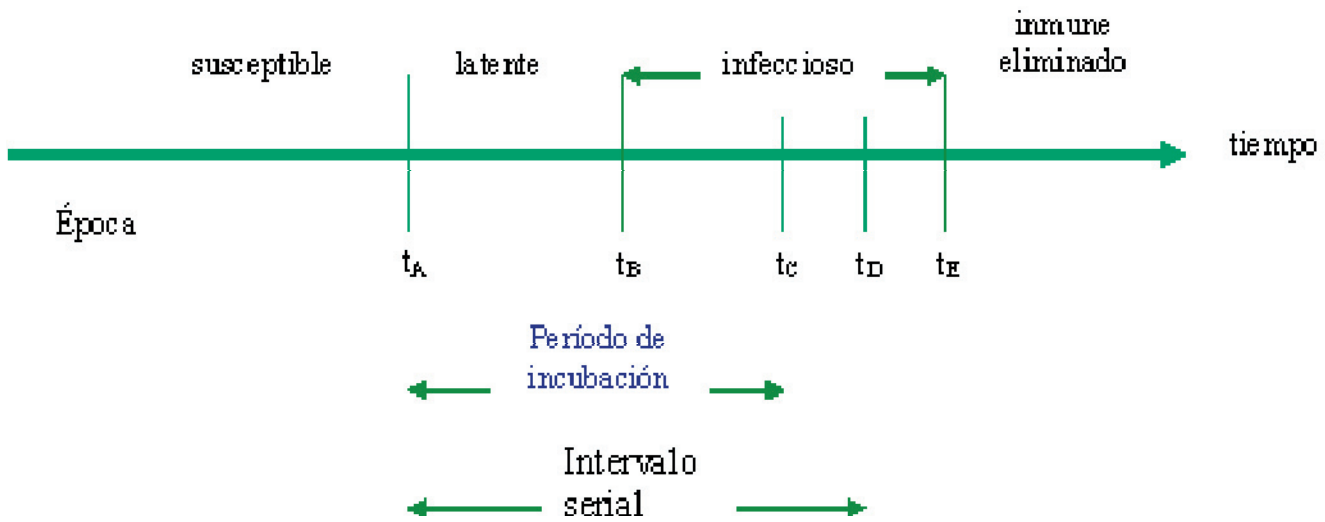 inmune
susceptible latente infeccioso eliminado
tiempo
Época
tA tB tC tD tE
Período de
incubación
Intervalo
serial